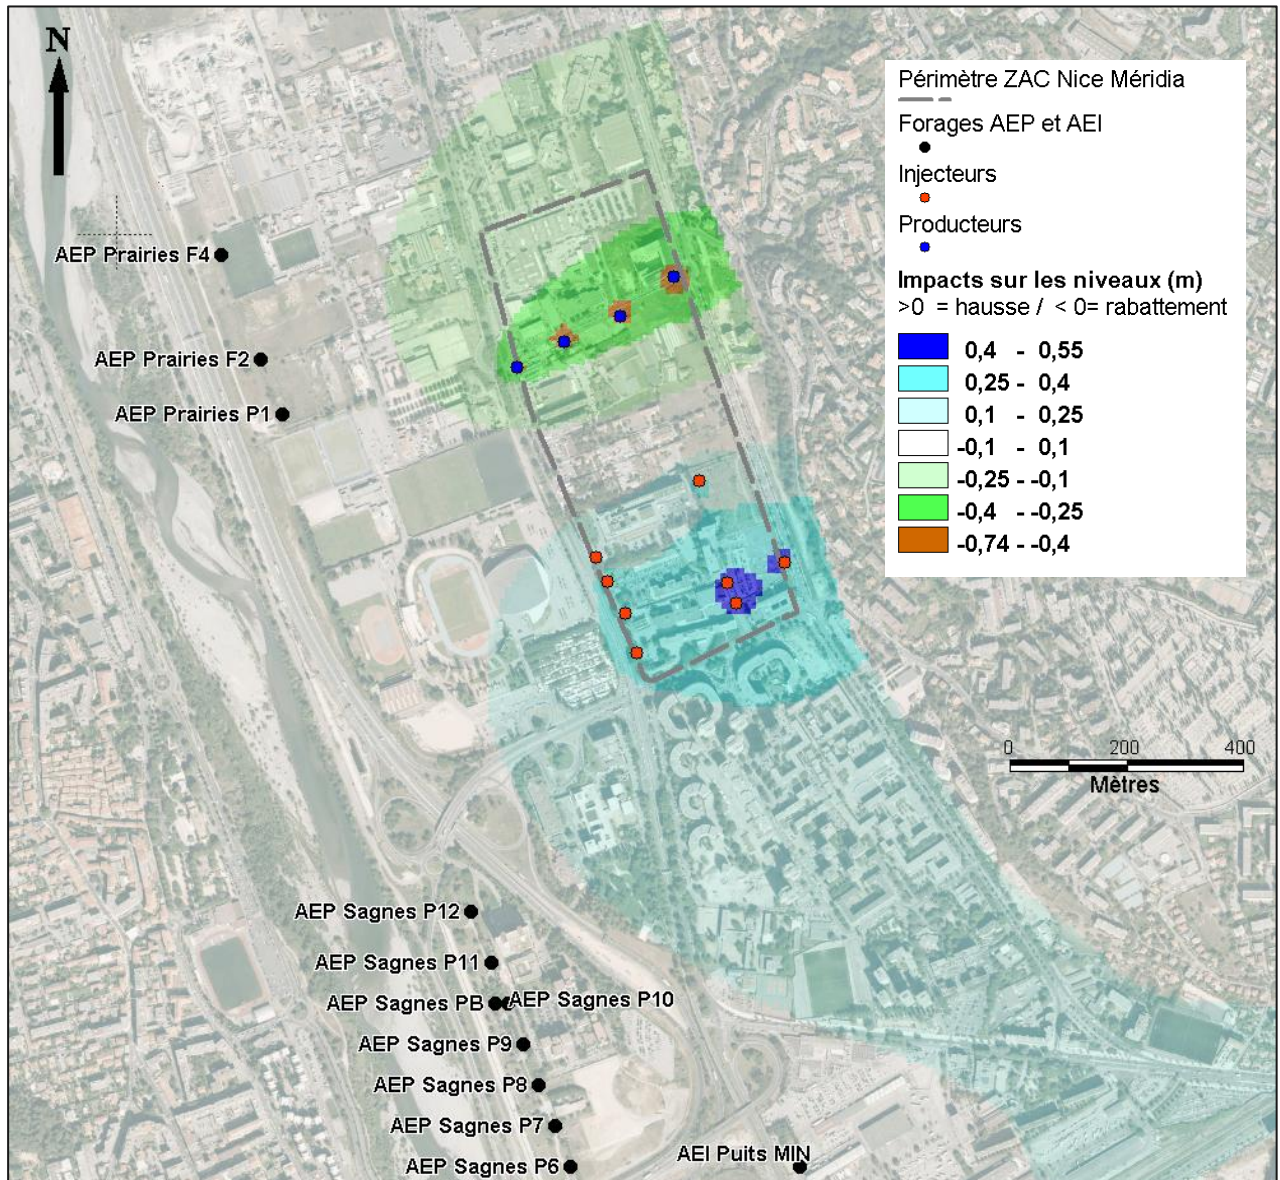 N
Périmètre ZAC Nice Méridia
Forages AEP et AEI
Injecteurs
Producteurs
Impacts sur les niveaux (m)
>0 = hausse / < 0= rabattement
0,4 - 0,55
0,25 - 0,4
0,1 - 0,25
-0,1 - 0,1
-0,25 - -0,1
-0,4 - -0,25
-0,74 - -0,4
AEP Prairies F4
AEP Prairies F2
AEP Prairies P1
0 200 400
Mètres
AEP Sagnes P12
AEP Sagnes P11
AEP Sagnes PB
AEP Sagnes P10
AEP Sagnes P9
AEP Sagnes P8
AEP Sagnes P7
AEP Sagnes P6
AEI Puits MIN